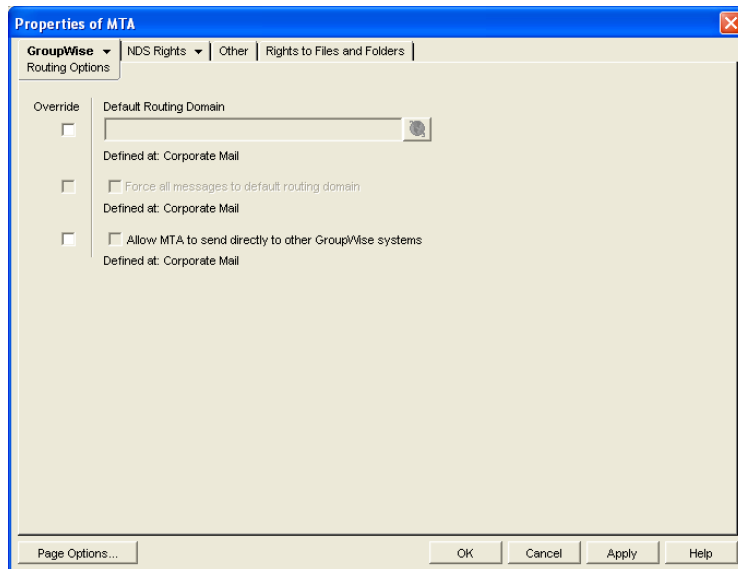 Properties of MTA
GroupWise NDS Rights Other Rights to Files and Folders
Routing Options
Override Default Routing Domain
Defined at: Corporate Mail
Force all messages to default routing domain
Defined at: Corporate Mail
Allow MTA to send directly to other GroupWise systems
Defined at: Corporate Mail
Page Options... OK Cancel Apply Help